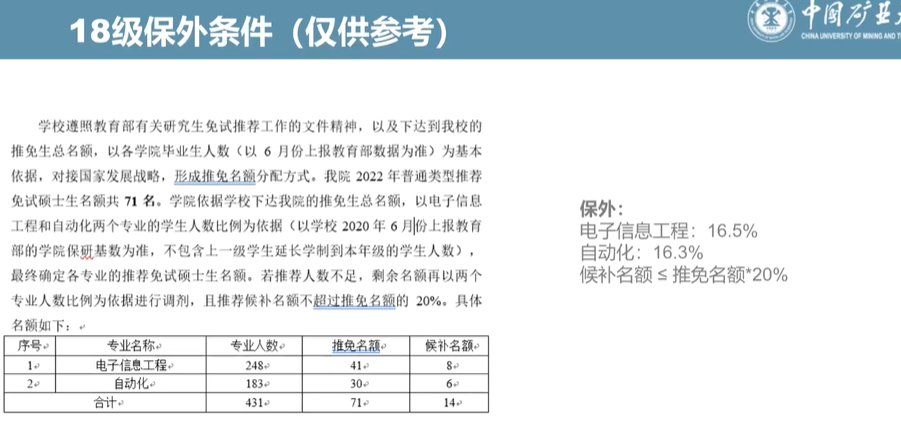 18级保外条件（仅供参考）
中国矿业大
CHINA UNIVERSITY OF MINING AND T
学校遵照教育部有关研究生免试推荐工作的文件精神，以及下达到我校的
推免生总名额，以各学院毕业生人数（以 6 月份上报教育部数据为准）为基本
依据，对接国家发展战略，形成推免名额分配方式。我院 2022 年普通类型推荐
免试硕士生名额共 71 名。学院依据学校下达我院的推免生总名额，以电子信息
工程和自动化两个专业的学生人数比例为依据（以学校 2020 年 6 月份上报教育
部的学院保研基数为准，不包含上一级学生延长学制到本年级的学生人数），
最终确定各专业的推荐免试硕士生名额。若推荐人数不足，剩余名额再以两个
专业人数比例为依据进行调剂，且推荐候补名额不超过推免名额的 20%。具体
名额如下：
序号 专业名称 专业人数 推免名额 候补名额
1 电子信息工程 248 41 8
2 自动化 183 30 6
合计 431 71 14
保外：
电子信息工程：16.5%
自动化：16.3%
候补名额 ≤ 推免名额*20%